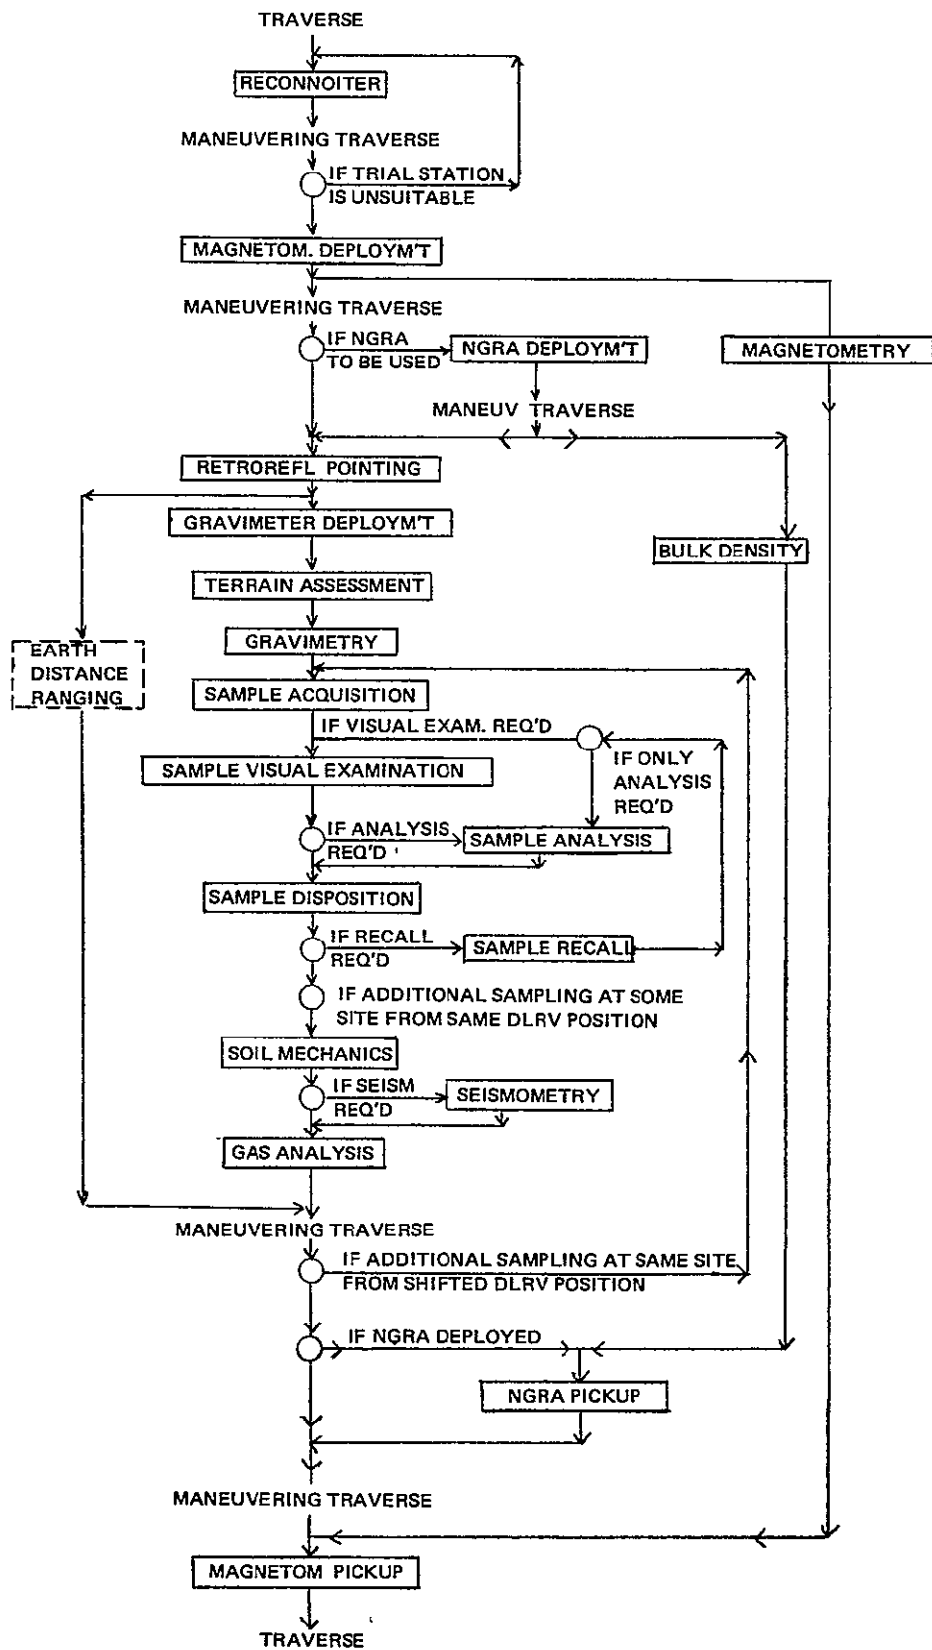 TRAVERSE
RECONNOITER
MANEUVERING TRAVERSE
IF TRIAL STATION
IS UNSUITABLE
MAGNETOM. DEPLOYM'T
MANEUVERING TRAVERSE
IF NGRA
TO BE USED
NGRA DEPLOYM'T
MAGNETOMETRY
MANEUV TRAVERSE
RETROREFL POINTING
GRAVIMETER DEPLOYM'T
BULK DENSITY
TERRAIN ASSESSMENT
GRAVIMETRY
EARTH
DISTANCE
RANGING
SAMPLE ACQUISITION
IF VISUAL EXAM. REQ'D
SAMPLE VISUAL EXAMINATION
IF ONLY
ANALYSIS
REQ'D
IF ANALYSIS
REQ'D
SAMPLE ANALYSIS
SAMPLE DISPOSITION
IF RECALL
REQ'D
SAMPLE RECALL
IF ADDITIONAL SAMPLING AT SOME
SITE FROM SAME DLRV POSITION
SOIL MECHANICS
IF SEISM
REQ'D
SEISMOMETRY
GAS ANALYSIS
MANEUVERING TRAVERSE
IF ADDITIONAL SAMPLING AT SAME SITE
FROM SHIFTED DLRV POSITION
IF NGRA DEPLOYED
NGRA PICKUP
MANEUVERING TRAVERSE
MAGNETOM PICKUP
TRAVERSE